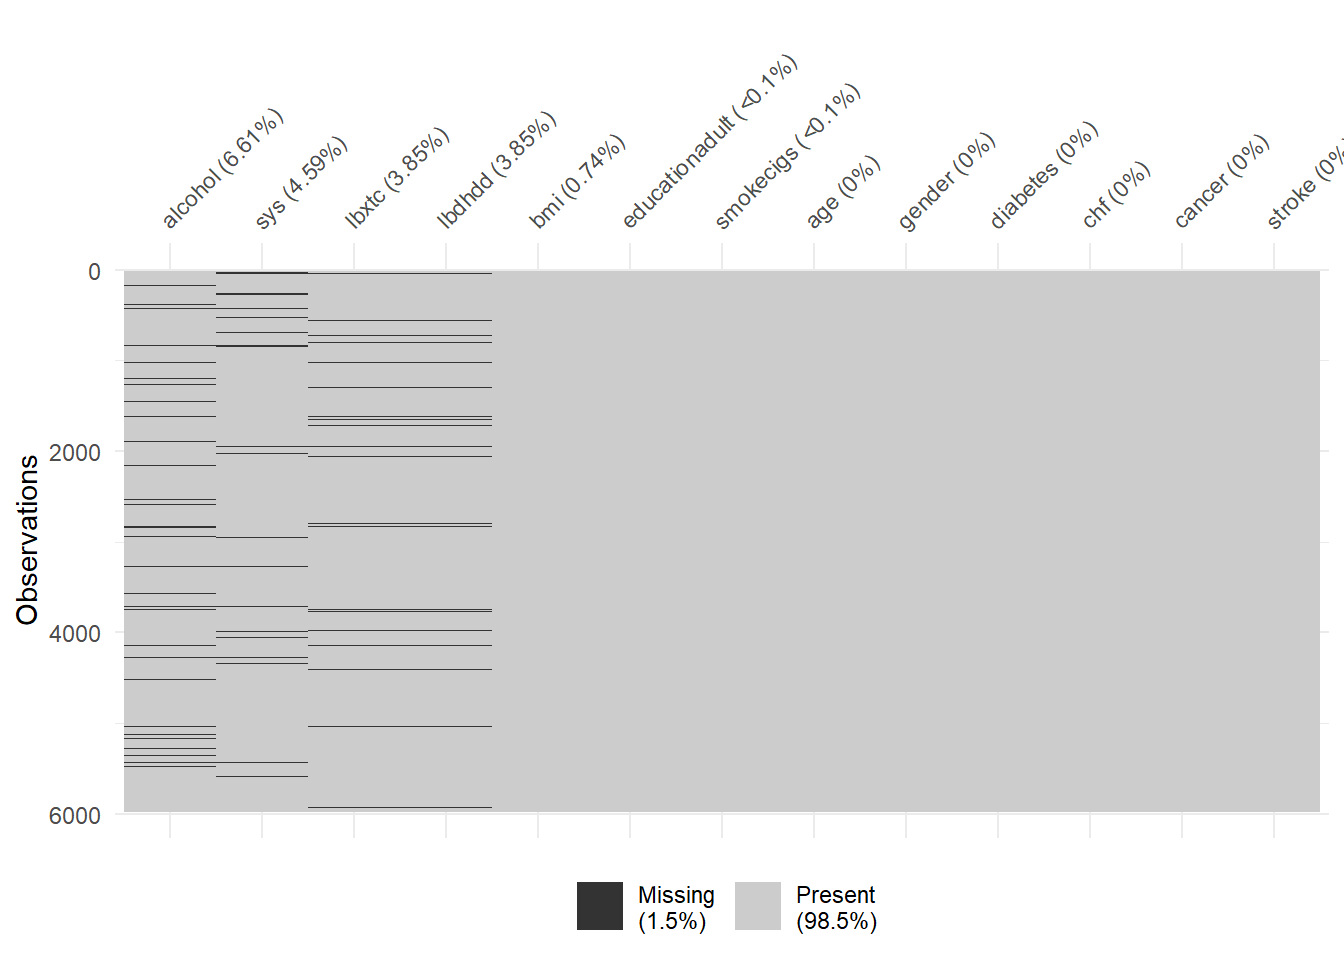 alcohol (6.61%)
sys (4.59%)
lbxtc (3.85%)
lbdhdd (3.85%)
bmi (0.74%)
educationadult (<0.1%)
smokecigs (<0.1%)
age (0%)
gender (0%)
diabetes (0%)
chf (0%)
cancer (0%)
stroke (0%
0
2000
4000
6000
Observations
Missing
(1.5%)
Present
(98.5%)